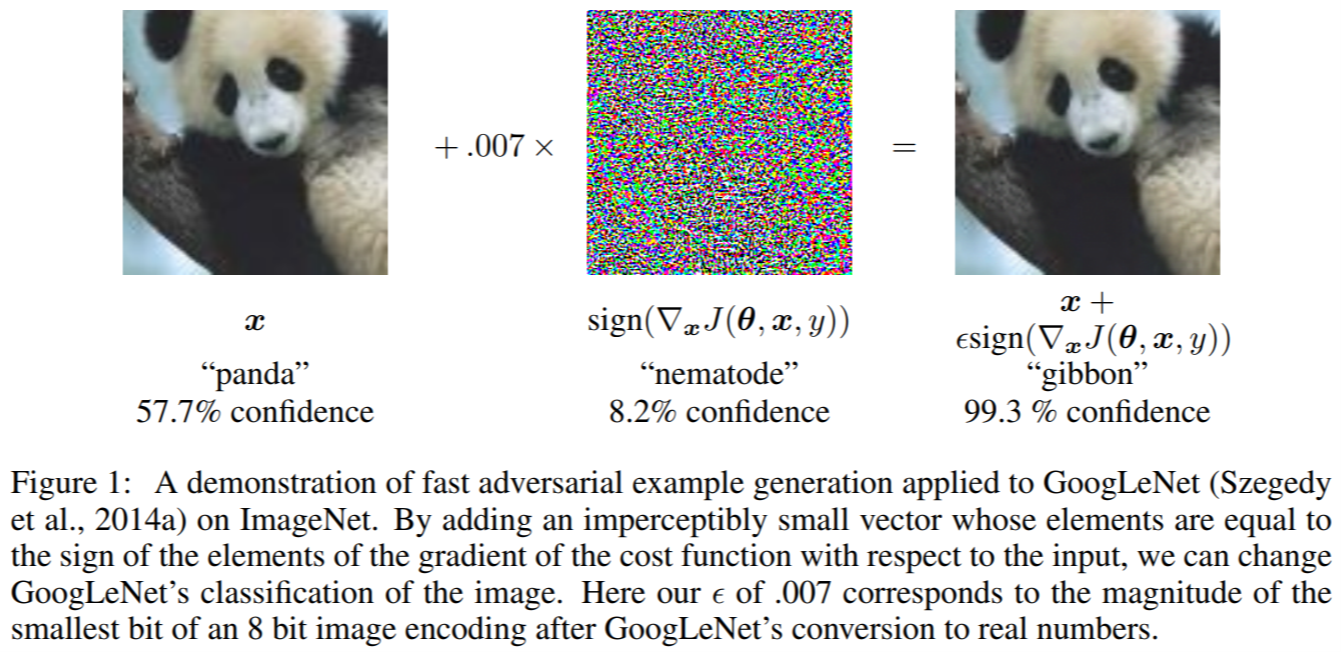 + .007 ×
=
x
sign(∇ₓJ(θ, x, y))
x +
ϵsign(∇ₓJ(θ, x, y))
“panda”
“nematode”
“gibbon”
57.7% confidence
8.2% confidence
99.3 % confidence
Figure 1: A demonstration of fast adversarial example generation applied to GoogLeNet (Szegedy
et al., 2014a) on ImageNet. By adding an imperceptibly small vector whose elements are equal to
the sign of the elements of the gradient of the cost function with respect to the input, we can change
GoogLeNet’s classification of the image. Here our ϵ of .007 corresponds to the magnitude of the
smallest bit of an 8 bit image encoding after GoogLeNet’s conversion to real numbers.